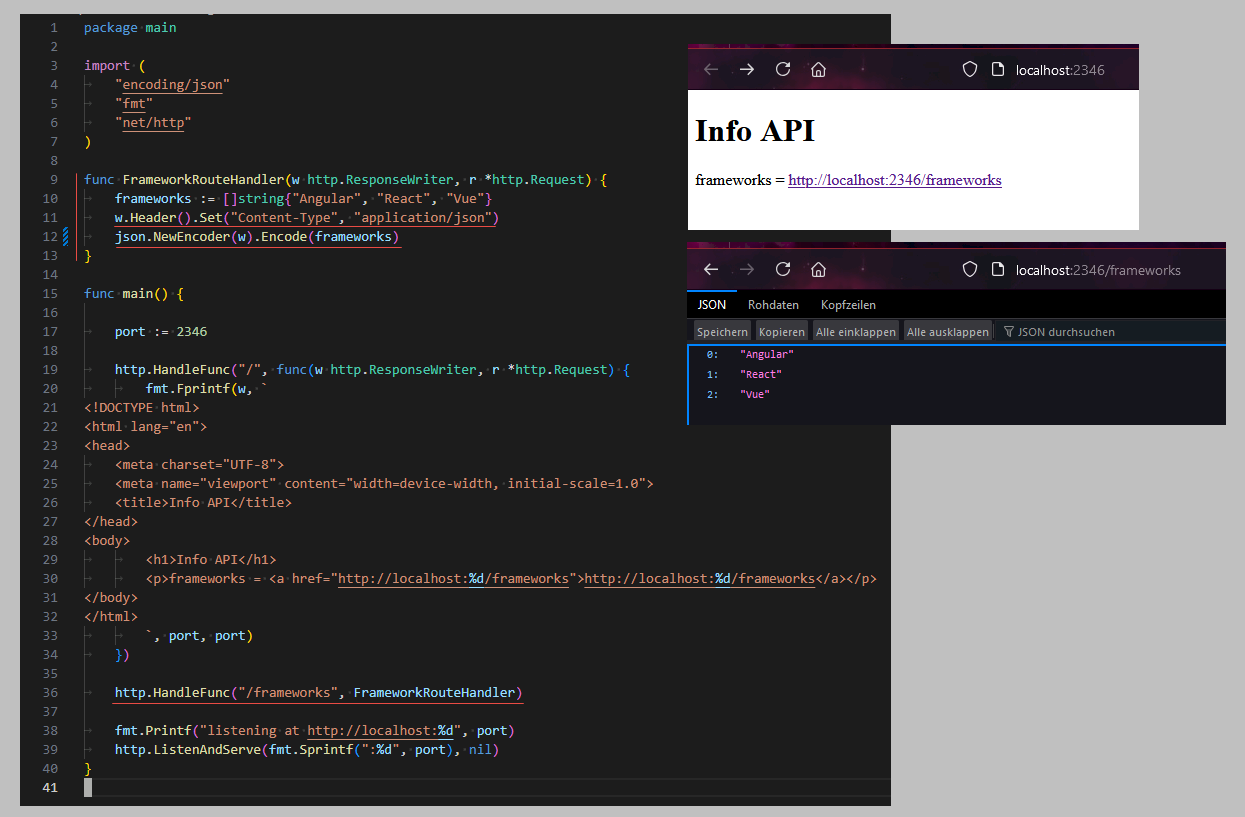 1 package main
2
3 import (
4 "encoding/json"
5 "fmt"
6 "net/http"
7 )
8
9 func FrameworkRouteHandler(w http.ResponseWriter, r *http.Request) {
10 frameworks := []string{"Angular", "React", "Vue"}
11 w.Header().Set("Content-Type", "application/json")
12 json.NewEncoder(w).Encode(frameworks)
13 }
14
15 func main() {
16
17 port := 2346
18
19 http.HandleFunc("/", func(w http.ResponseWriter, r *http.Request) {
20 fmt.Fprintf(w, `
21 <!DOCTYPE html>
22 <html lang="en">
23 <head>
24 <meta charset="UTF-8">
25 <meta name="viewport" content="width=device-width, initial-scale=1.0">
26 <title>Info API</title>
27 </head>
28 <body>
29 <h1>Info API</h1>
30 <p>frameworks = <a href="http://localhost:%d/frameworks">http://localhost:%d/frameworks</a></p>
31 </body>
32 </html>
33 `, port, port)
34 })
35
36 http.HandleFunc("/frameworks", FrameworkRouteHandler)
37
38 fmt.Printf("listening at http://localhost:%d", port)
39 http.ListenAndServe(fmt.Sprintf(":%d", port), nil)
40 }
41
localhost:2346
Info API
frameworks = http://localhost:2346/frameworks
localhost:2346/frameworks
JSON Rohdaten Kopfzeilen
Speichern Kopieren Alle einklappen Alle ausklappen JSON durchsuchen
0: "Angular"
1: "React"
2: "Vue"